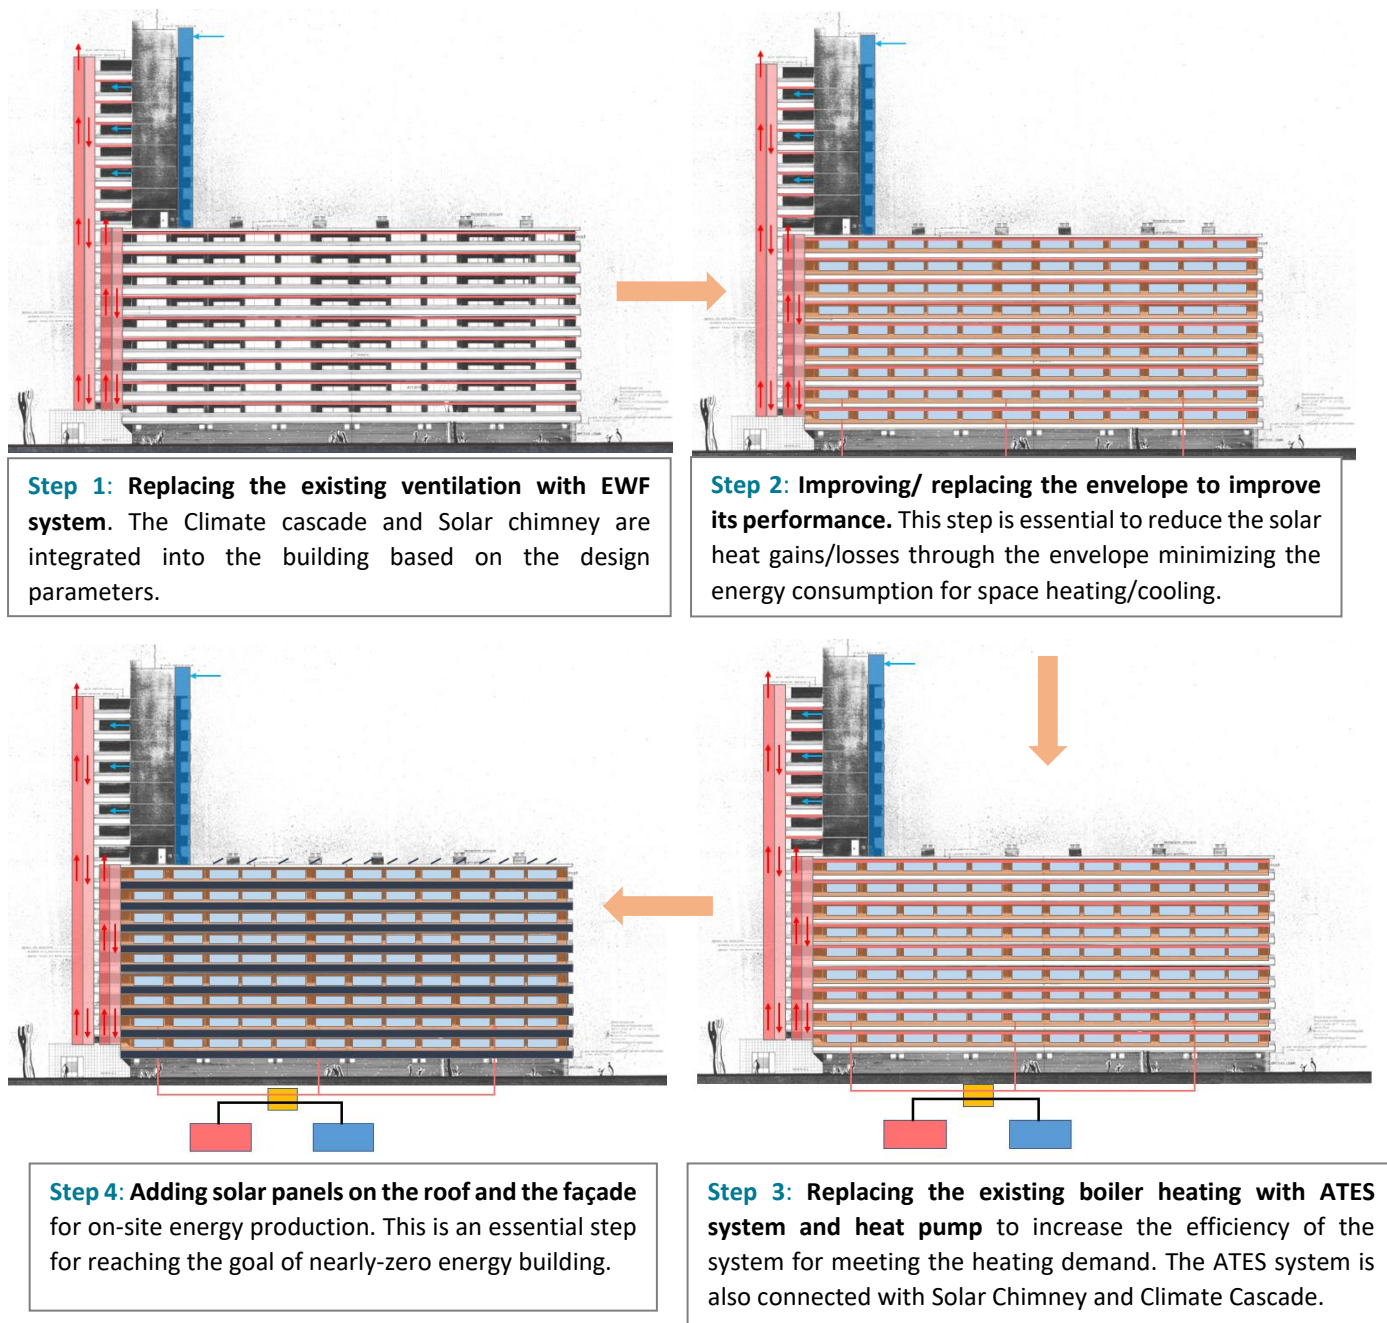 Step 1: Replacing the existing ventilation with EWF
system. The Climate cascade and Solar chimney are
integrated into the building based on the design
parameters.
Step 2: Improving/ replacing the envelope to improve
its performance. This step is essential to reduce the solar
heat gains/losses through the envelope minimizing the
energy consumption for space heating/cooling.
Step 4: Adding solar panels on the roof and the façade
for on-site energy production. This is an essential step
for reaching the goal of nearly-zero energy building.
Step 3: Replacing the existing boiler heating with ATES
system and heat pump to increase the efficiency of the
system for meeting the heating demand. The ATES system is
also connected with Solar Chimney and Climate Cascade.